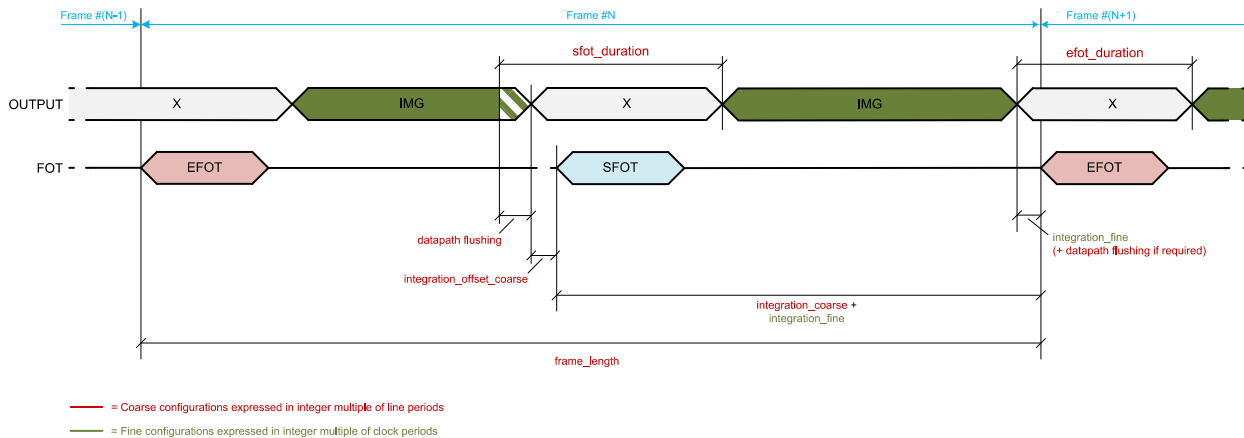 Frame #(N-1)
Frame #N
Frame #(N+1)
sfot_duration
efot_duration
OUTPUT
X
IMG
X
IMG
X
FOT
EFOT
SFOT
EFOT
datapath flushing
integration_fine
(+ datapath flushing if required)
integration_offset_coarse
integration_coarse +
integration_fine
frame_length
= Coarse configurations expressed in integer multiple of line periods
= Fine configurations expressed in integer multiple of clock periods